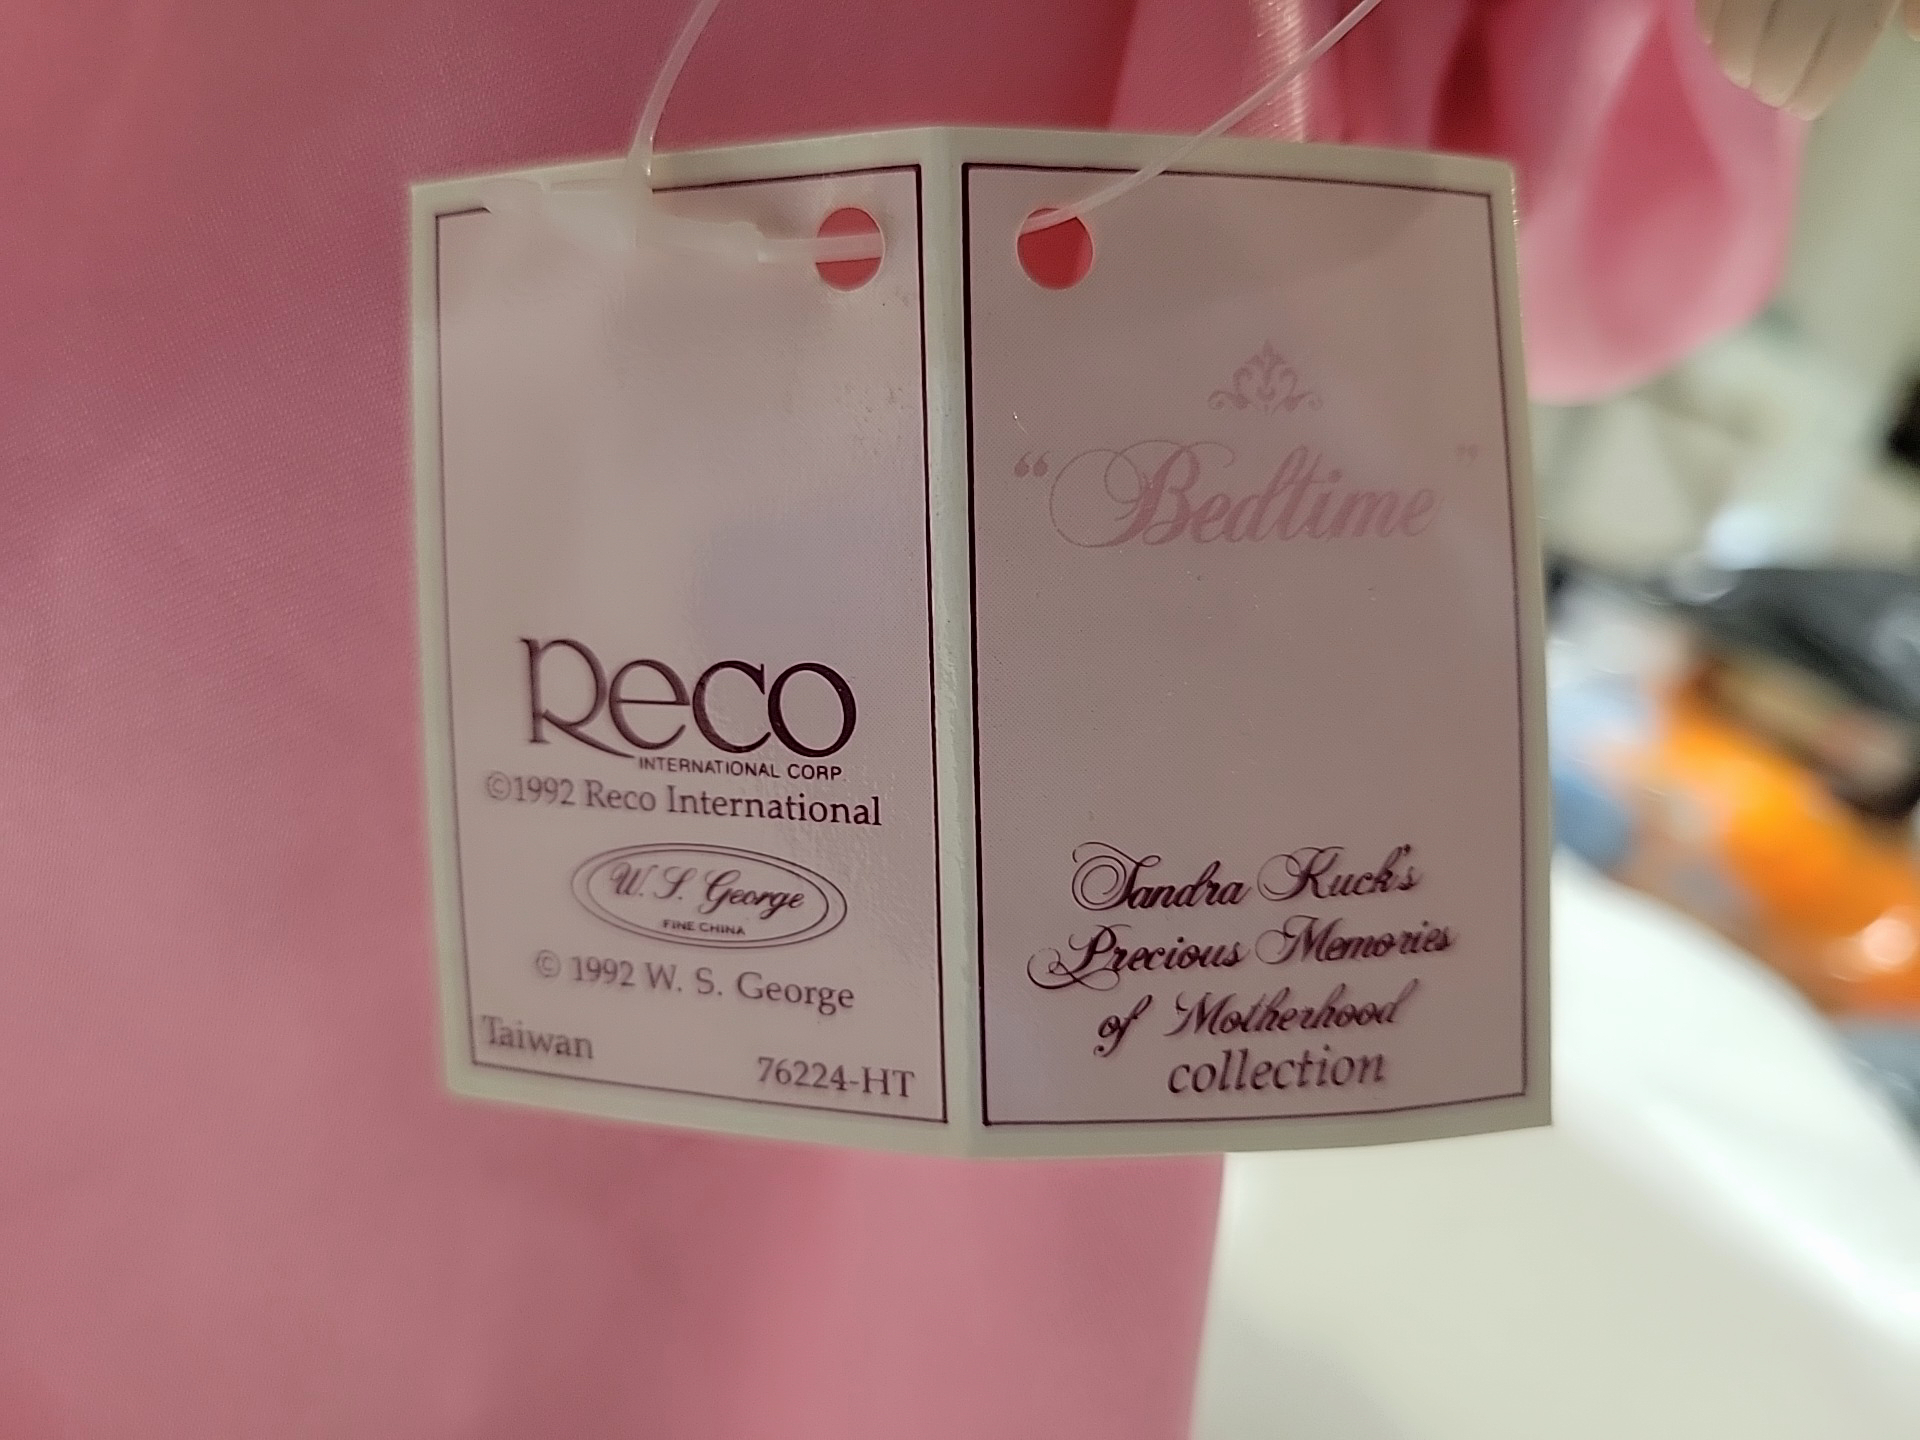 Reco
INTERNATIONAL CORP.
©1992 Reco International
W. S. George
FINE CHINA
© 1992 W. S. George
Taiwan
76224-HT
“Bedtime”
Sandra Kuck's
Precious Memories
of Motherhood
collection